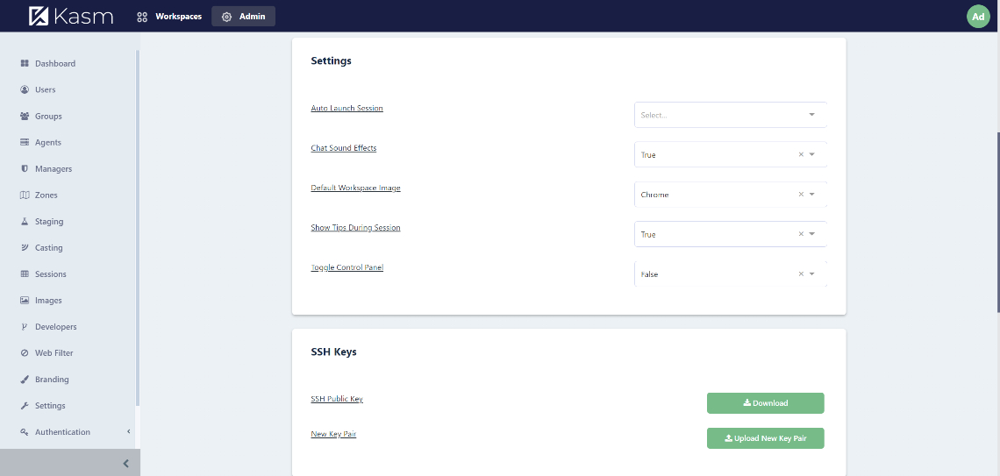 Kasm
Workspaces
Admin
Ad
Dashboard
Users
Groups
Agents
Managers
Zones
Staging
Casting
Sessions
Images
Developers
Web Filter
Branding
Settings
Authentication
Settings
Auto Launch Session
Select...
Chat Sound Effects
True
Default Workspace Image
Chrome
Show Tips During Session
True
Toggle Control Panel
False
SSH Keys
SSH Public Key
Download
New Key Pair
Upload New Key Pair